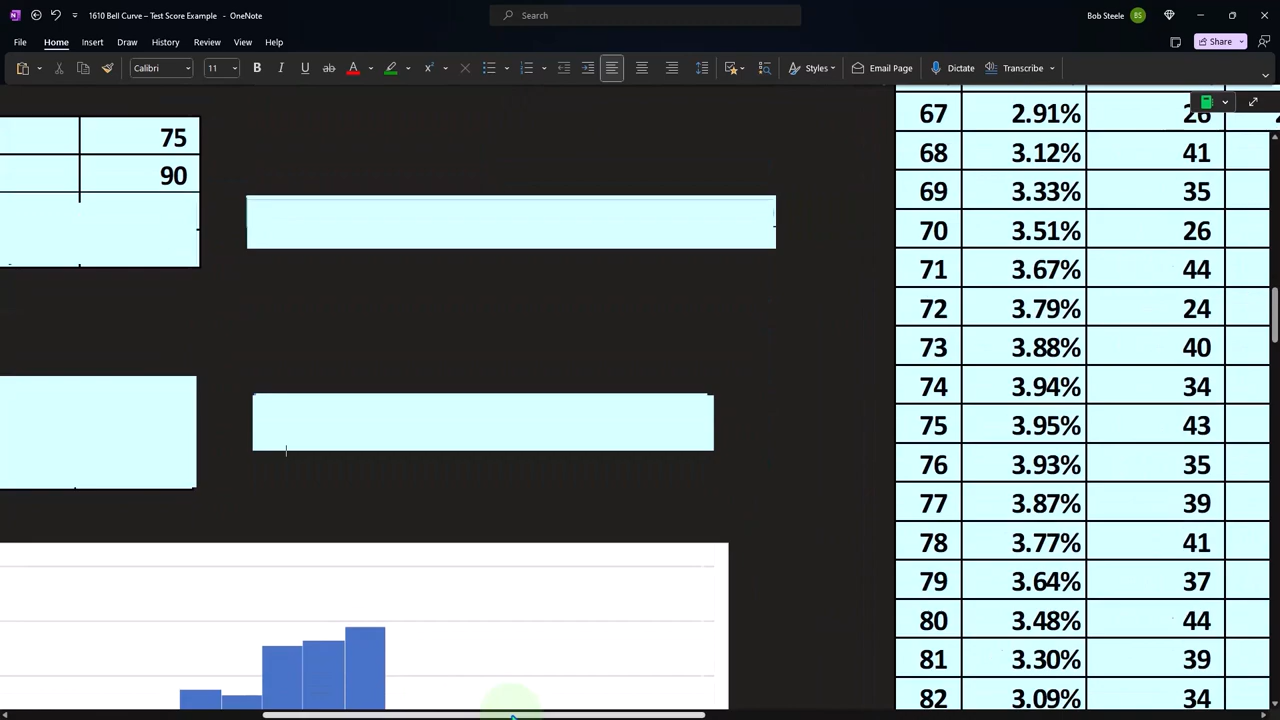 1610 Bell Curve – Test Score Example - OneNote
Search
Bob Steele BS
File Home Insert Draw History Review View Help
Share
Calibri 11 B I U ab A
Styles Email Page Dictate Transcribe
75
90
67 2.91% 26
68 3.12% 41
69 3.33% 35
70 3.51% 26
71 3.67% 44
72 3.79% 24
73 3.88% 40
74 3.94% 34
75 3.95% 43
76 3.93% 35
77 3.87% 39
78 3.77% 41
79 3.64% 37
80 3.48% 44
81 3.30% 39
82 3.09% 34